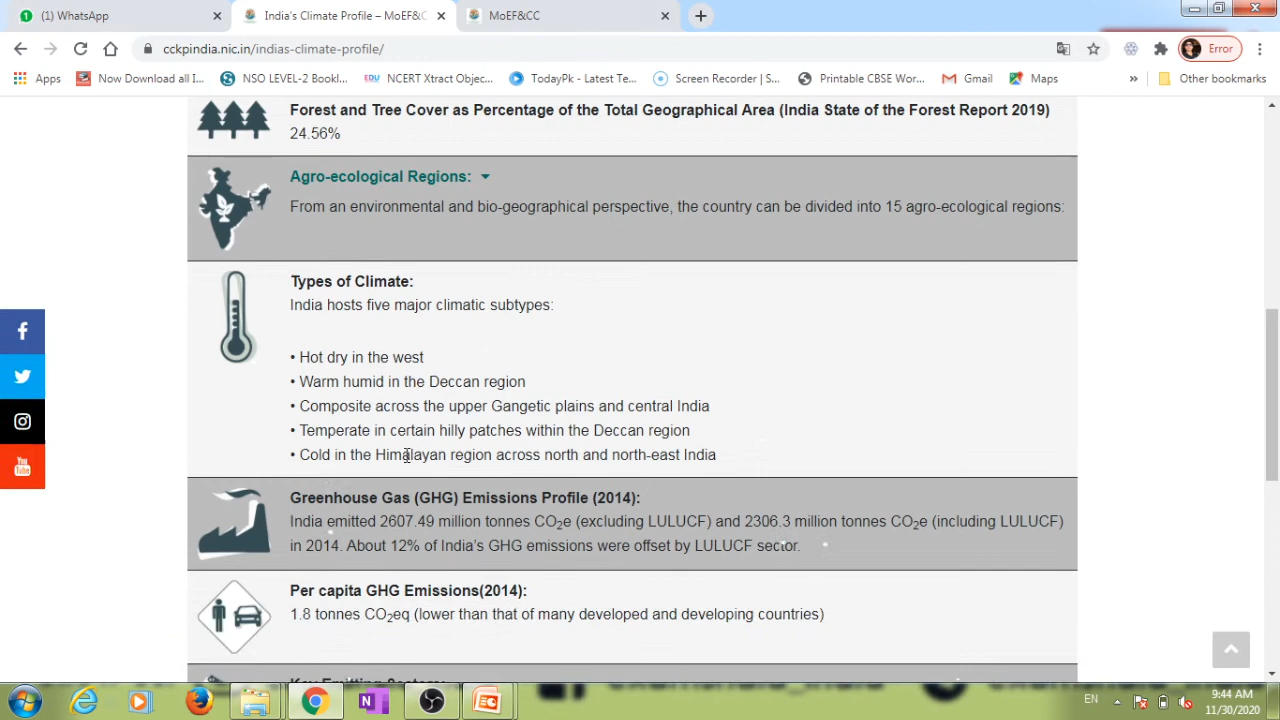 (1) WhatsApp
India's Climate Profile – MoEF&C
MoEF&CC
cckpindia.nic.in/indias-climate-profile/
Error
Apps
Now Download all I...
NSO LEVEL-2 Bookl...
EDU NCERT Xtract Objec...
TodayPk - Latest Te...
Screen Recorder | S...
Printable CBSE Wor...
Gmail
Maps
»
Other bookmarks
Forest and Tree Cover as Percentage of the Total Geographical Area (India State of the Forest Report 2019)
24.56%
Agro-ecological Regions:
From an environmental and bio-geographical perspective, the country can be divided into 15 agro-ecological regions:
Types of Climate:
India hosts five major climatic subtypes:
• Hot dry in the west
• Warm humid in the Deccan region
• Composite across the upper Gangetic plains and central India
• Temperate in certain hilly patches within the Deccan region
• Cold in the Himalayan region across north and north-east India
Greenhouse Gas (GHG) Emissions Profile (2014):
India emitted 2607.49 million tonnes CO2e (excluding LULUCF) and 2306.3 million tonnes CO2e (including LULUCF)
in 2014. About 12% of India's GHG emissions were offset by LULUCF sector.
Per capita GHG Emissions(2014):
1.8 tonnes CO2eq (lower than that of many developed and developing countries)
Key Emitting Sectors:
EN
9:44 AM
11/30/2020